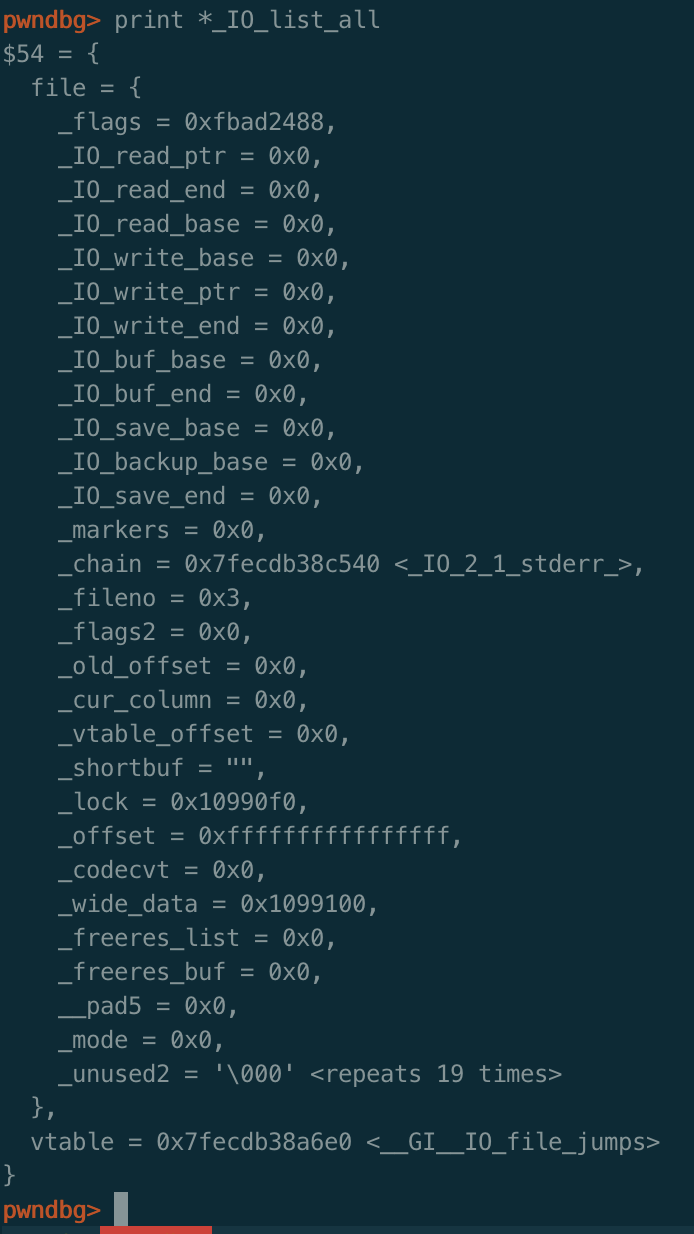 pwndbg> print *_IO_list_all
$54 = {
  file = {
    _flags = 0xfbad2488,
    _IO_read_ptr = 0x0,
    _IO_read_end = 0x0,
    _IO_read_base = 0x0,
    _IO_write_base = 0x0,
    _IO_write_ptr = 0x0,
    _IO_write_end = 0x0,
    _IO_buf_base = 0x0,
    _IO_buf_end = 0x0,
    _IO_save_base = 0x0,
    _IO_backup_base = 0x0,
    _IO_save_end = 0x0,
    _markers = 0x0,
    _chain = 0x7fecdb38c540 <_IO_2_1_stderr_>,
    _fileno = 0x3,
    _flags2 = 0x0,
    _old_offset = 0x0,
    _cur_column = 0x0,
    _vtable_offset = 0x0,
    _shortbuf = "",
    _lock = 0x10990f0,
    _offset = 0xffffffffffffffff,
    _codecvt = 0x0,
    _wide_data = 0x1099100,
    _freeres_list = 0x0,
    _freeres_buf = 0x0,
    __pad5 = 0x0,
    _mode = 0x0,
    _unused2 = '\000' <repeats 19 times>
  },
  vtable = 0x7fecdb38a6e0 <__GI__IO_file_jumps>
}
pwndbg>